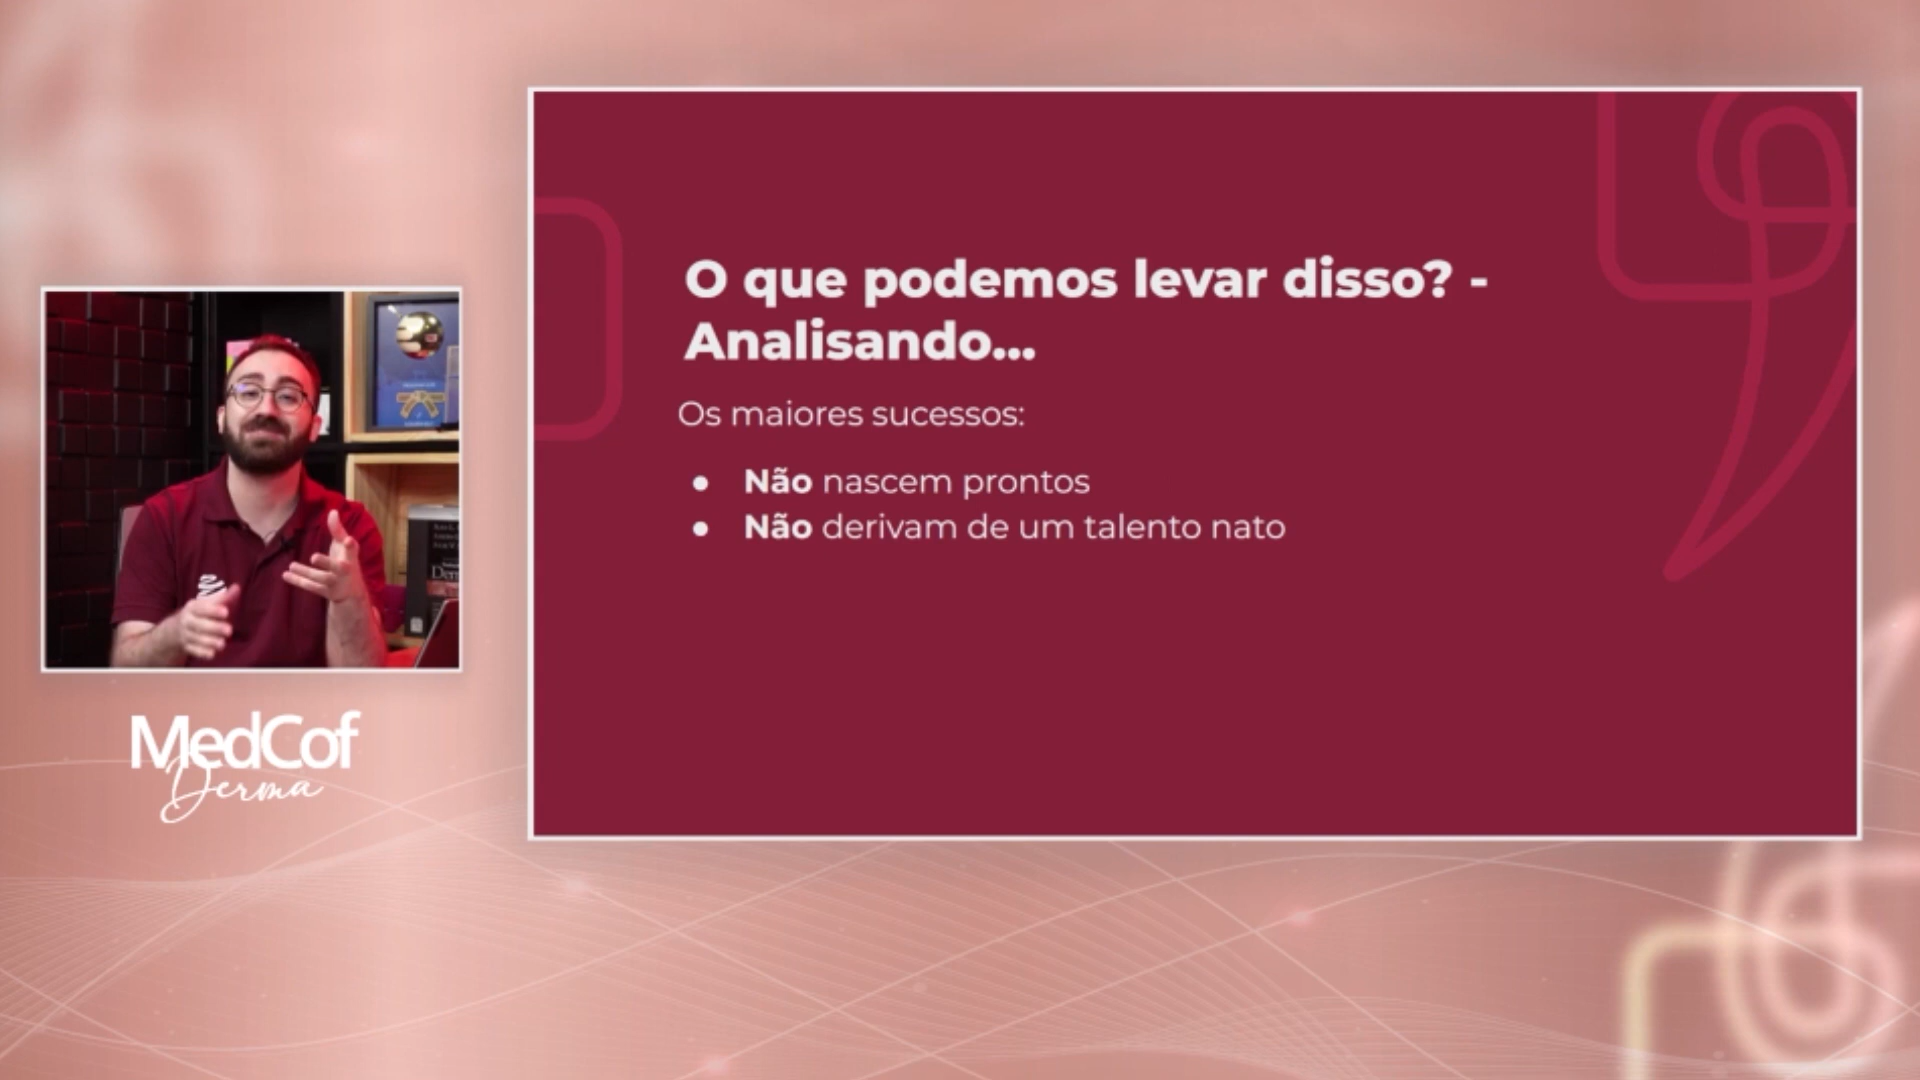 O que podemos levar disso? -
Analisando...
Os maiores sucessos:
● Não nascem prontos
● Não derivam de um talento nato
MedCof
Derma